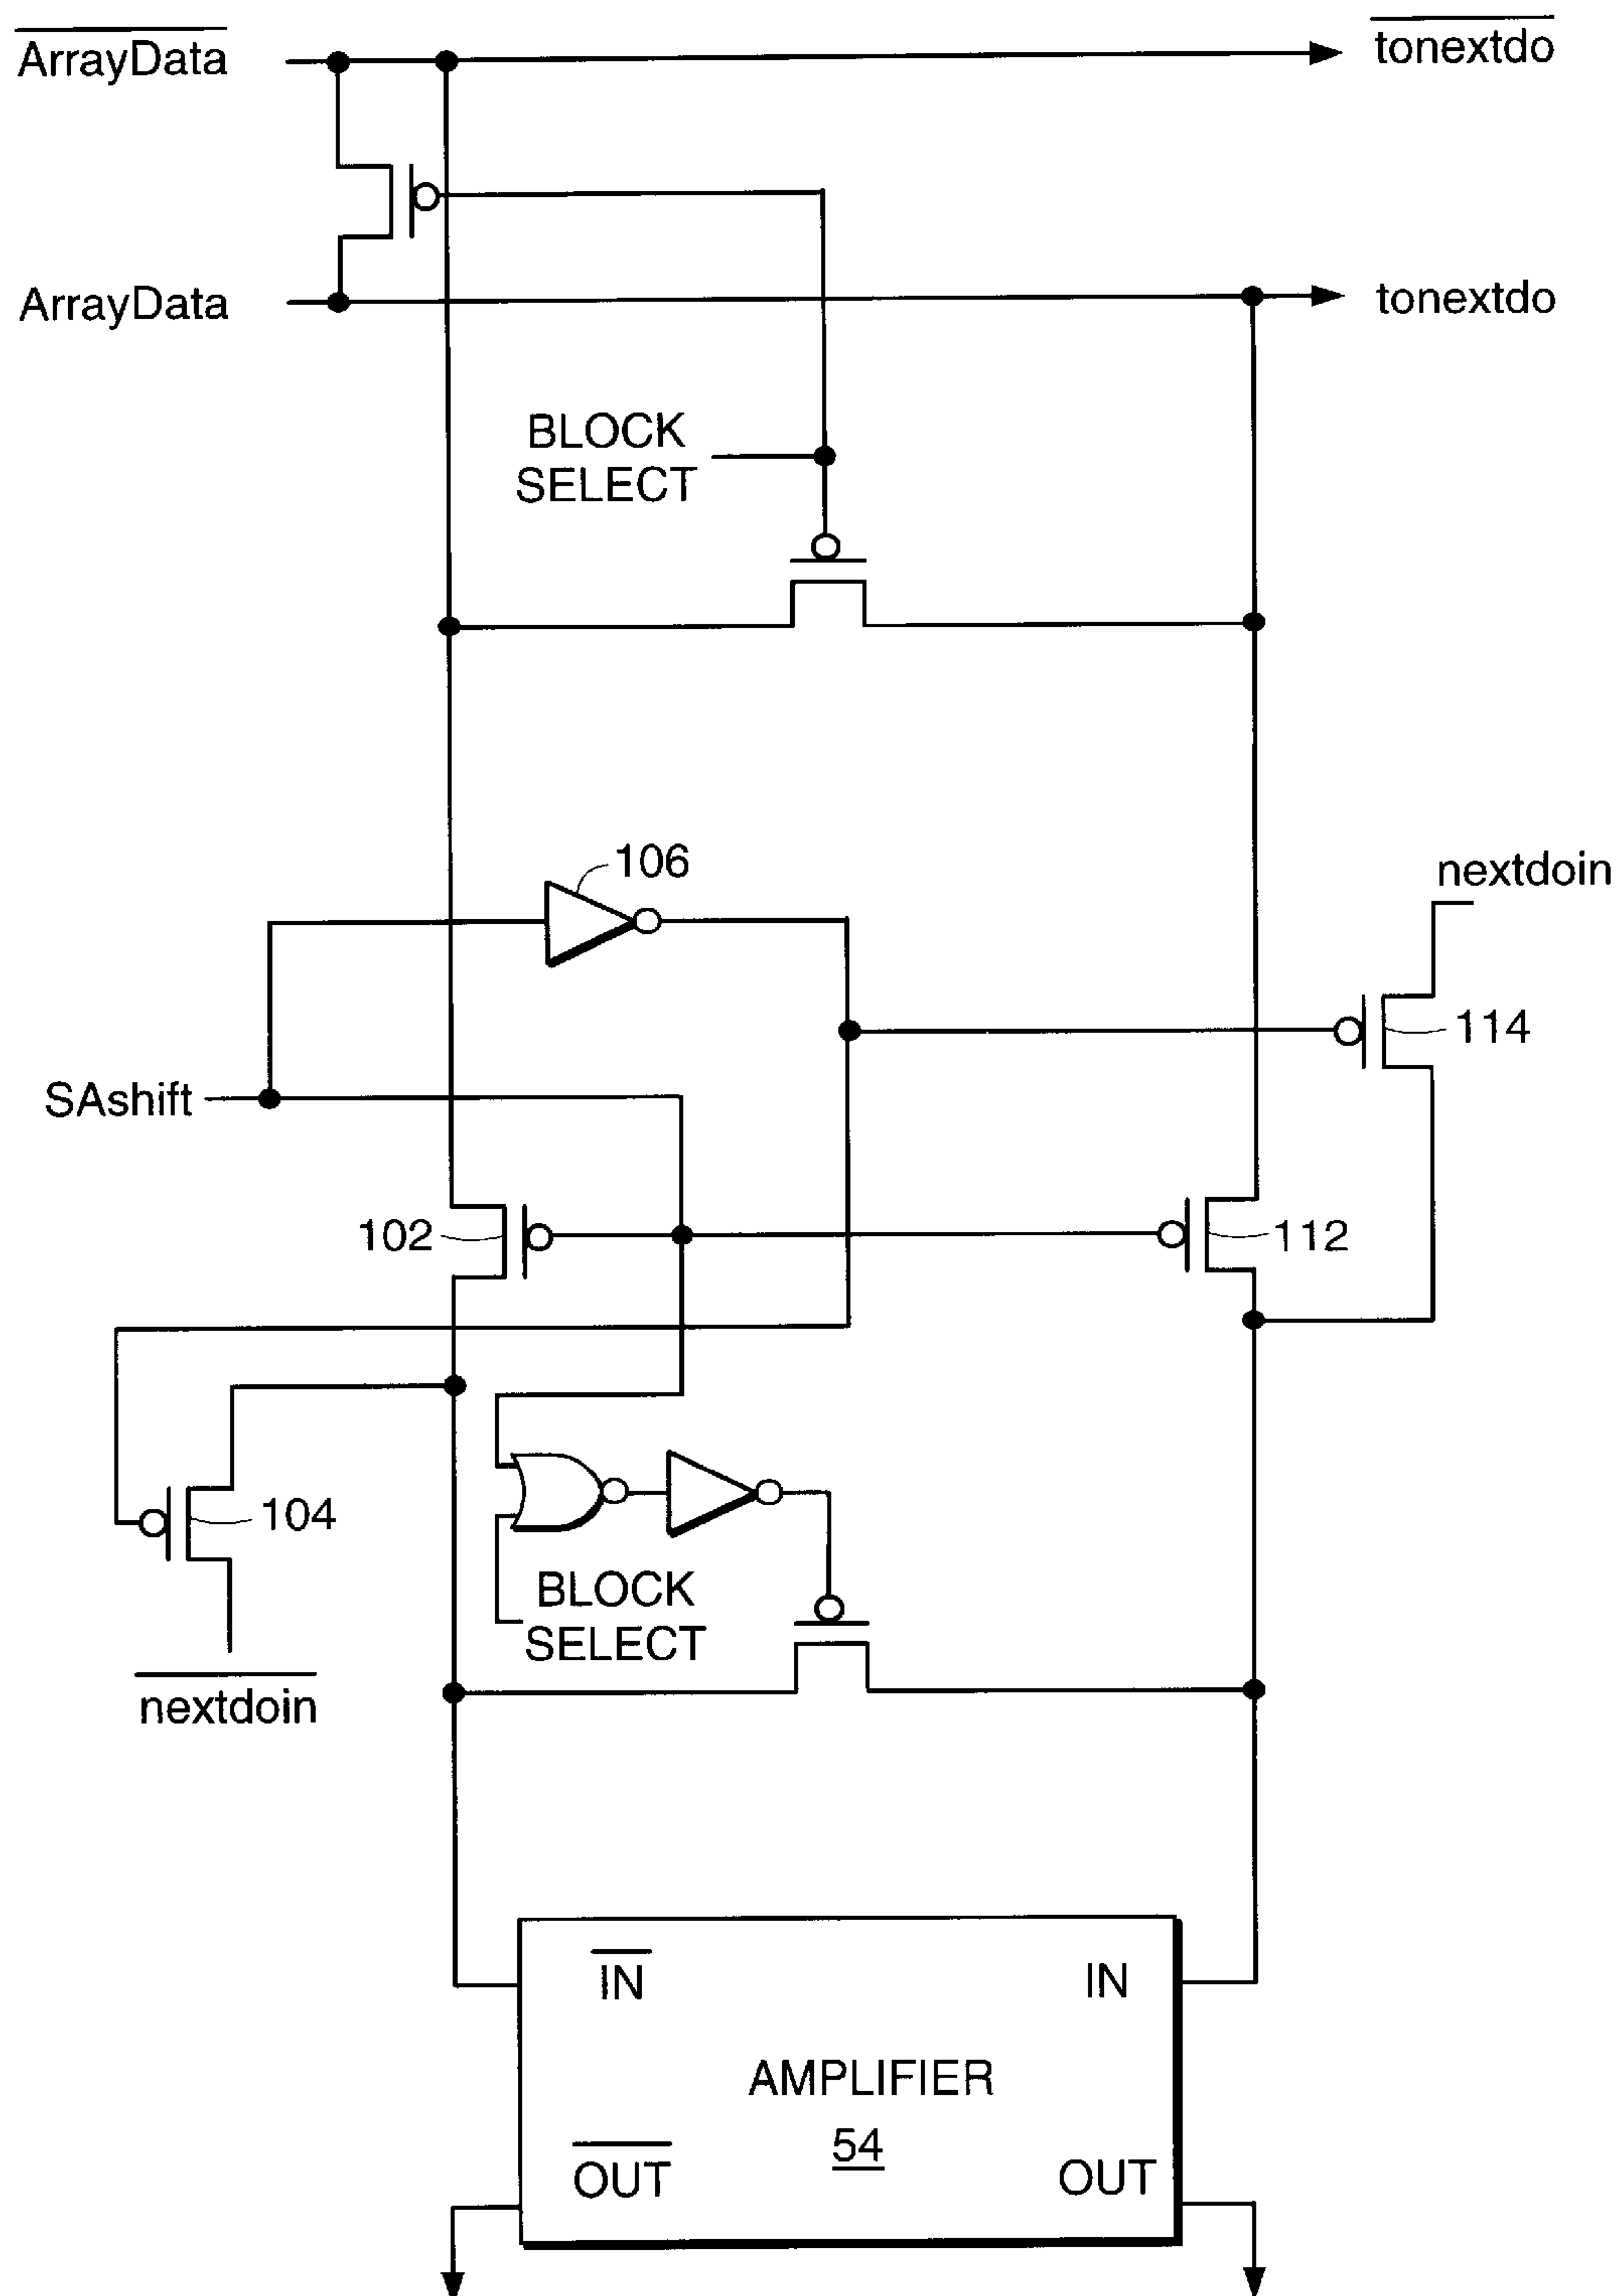 ArrayData
tonextdo
ArrayData
tonextdo
BLOCK
SELECT
106
nextdoin
114
SAshift
102
112
104
BLOCK
SELECT
nextdoin
IN
IN
AMPLIFIER
54
OUT
OUT